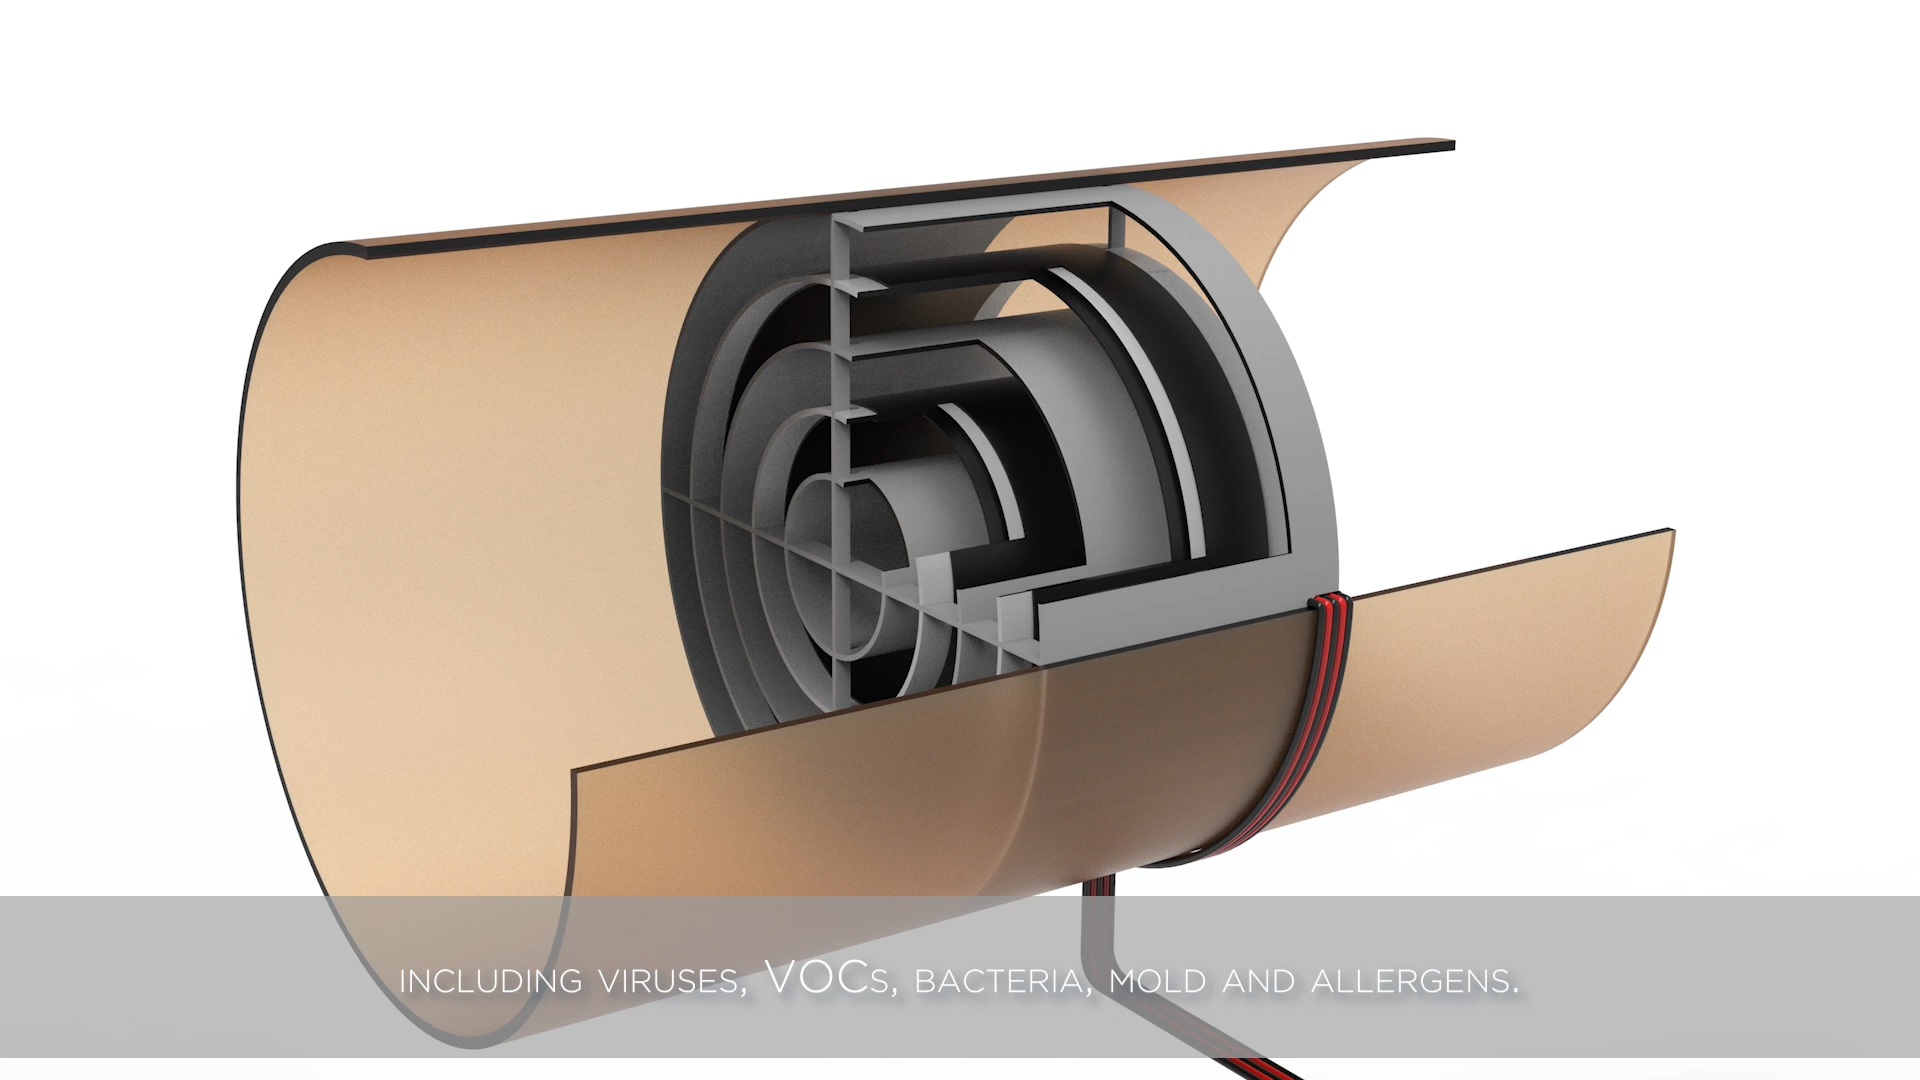 INCLUDING VIRUSES, VOCS, BACTERIA, MOLD AND ALLERGENS.